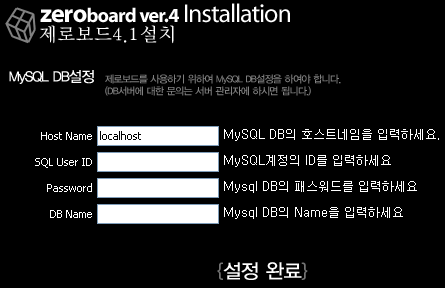 zeroboard ver.4 Installation
제로보드4.1설치
MySQL DB설정 제로보드를 사용하기 위하여 MySQL DB설정을 하여야 합니다.
(DB서버에 대한 문의는 서버 관리자에 하시면 됩니다.)
Host Name localhost MySQL DB의 호스트네임을 입력하세요.
SQL User ID MySQL계정의 ID를 입력하세요
Password Mysql DB의 패스워드를 입력하세요
DB Name Mysql DB의 Name을 입력하세요
{설정 완료}